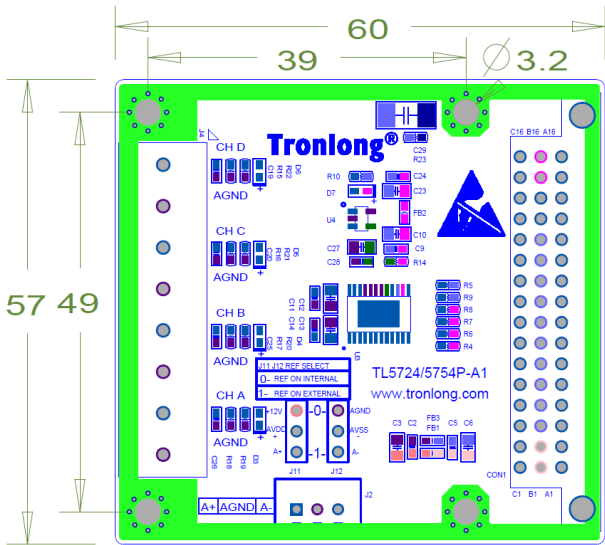 60
39
3.2
57
49
J4
C16 B16 A16
Tronlong®
C29
R23
CH D
AGND
C19
R15
R22
D6
R10
C24
D7
C23
U4
FB2
C10
C27
C9
C28
R14
CH C
AGND
C20
R16
R21
D5
C11
C12
C14
C13
R5
R9
R8
R7
R6
R4
CH B
AGND
C25
R17
R20
D4
U3
J11 J12 REF SELECT
0- REF ON INTERNAL
1- REF ON EXTERNAL
TL5724/5754P-A1
www.tronlong.com
CH A
AGND
C26
R18
R19
D3
+12V
-0-
AGND
AVDD
+
AVSS
-
A+
-1-
A-
J11
J12
C3
C2
FB3
FB1
C5
C6
CON1
J2
A+ AGND A-
C1 B1 A1